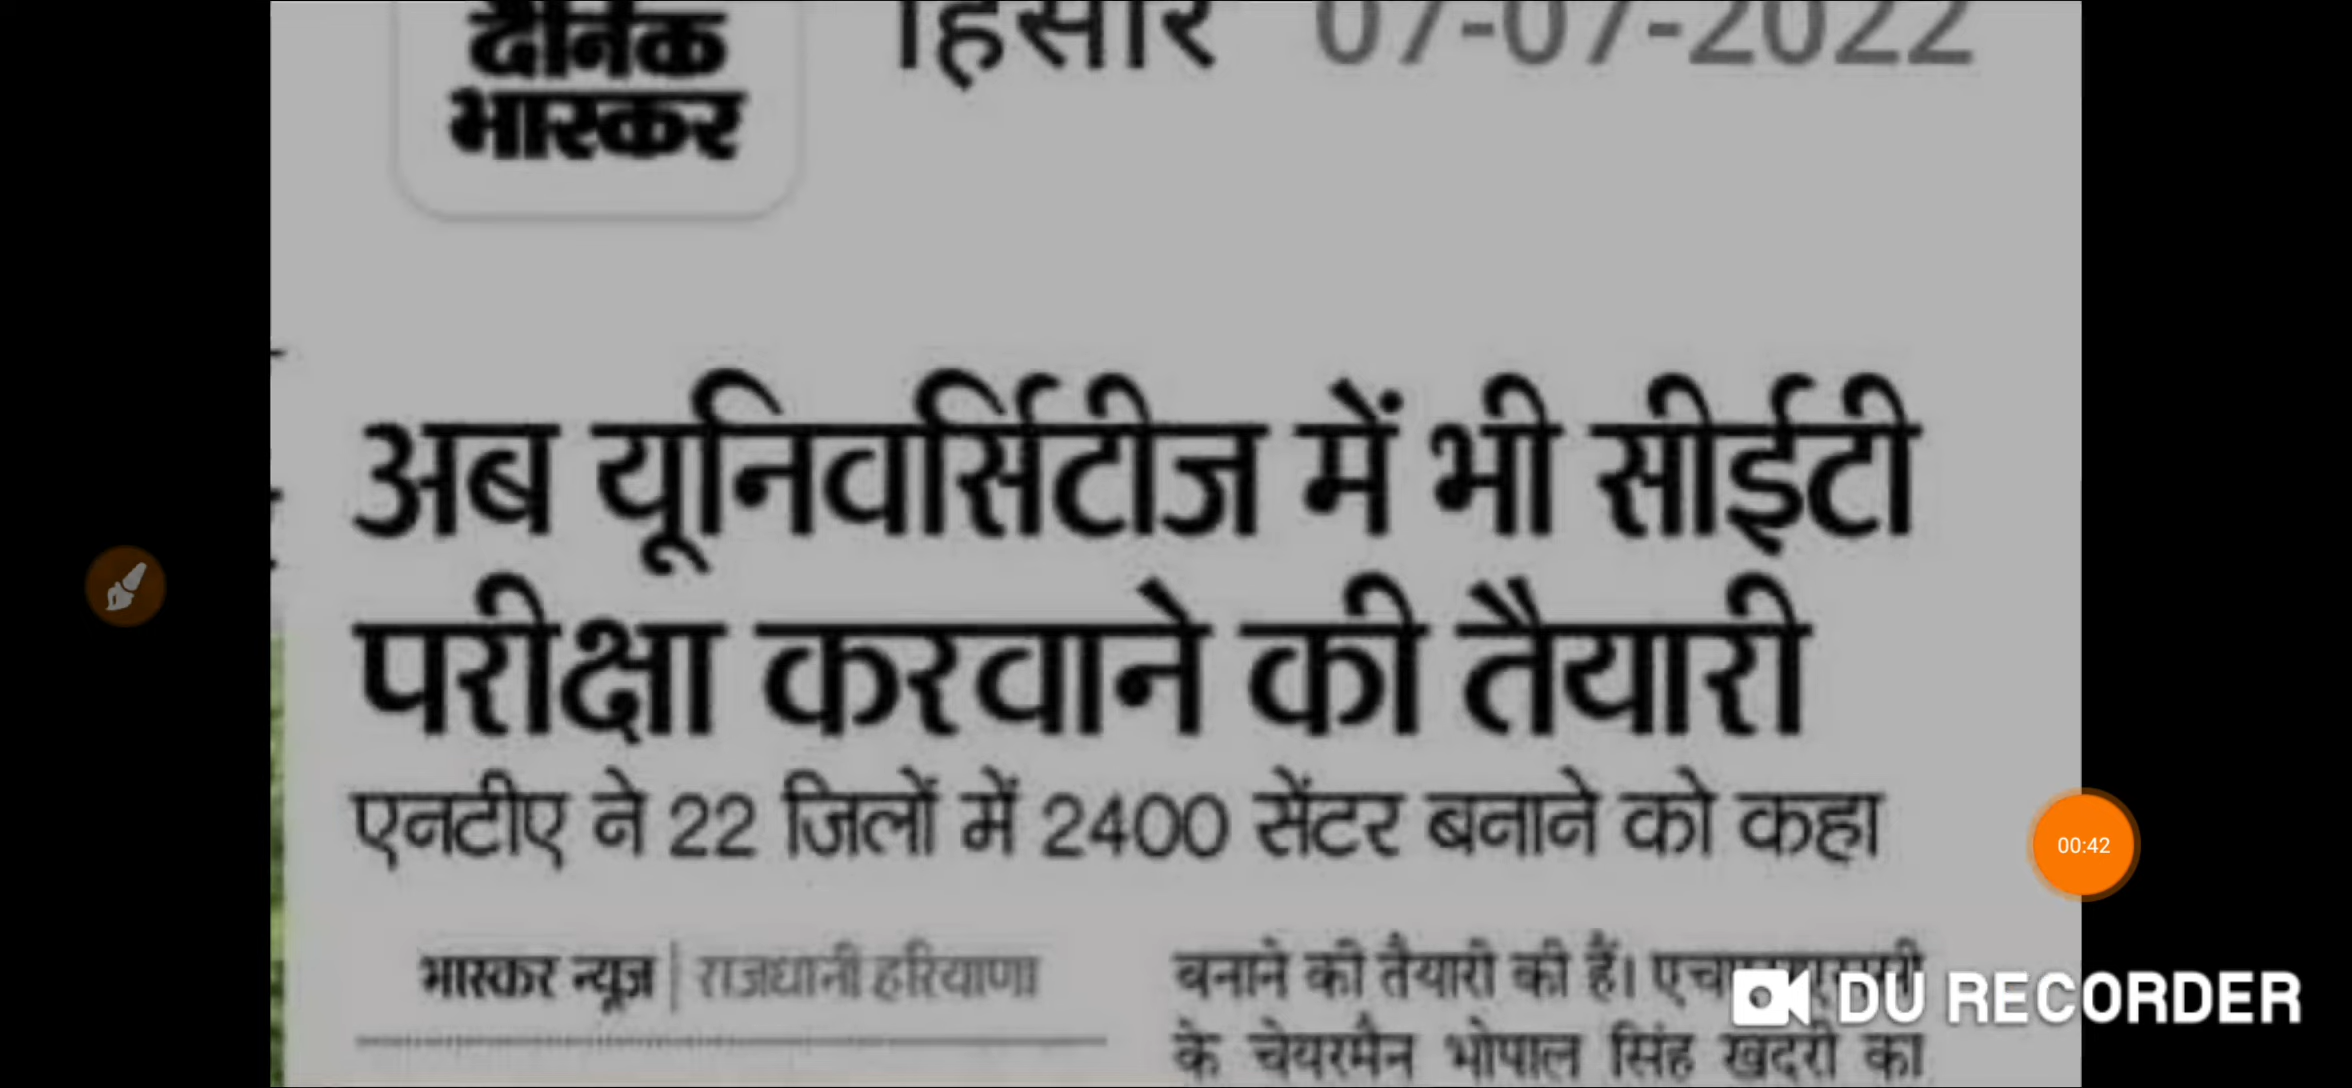 दैनिक
भास्कर
हिसार 07-07-2022
अब यूनिवर्सिटीज में भी सीईटी
परीक्षा करवाने की तैयारी
एनटीए ने 22 जिलों में 2400 सेंटर बनाने को कहा
भास्कर न्यूज | राजधानी हरियाणा
बनाने की तैयारी की हैं।
के चेयरमैन भोपाल सिंह खदरी का
00:42
DU RECORDER